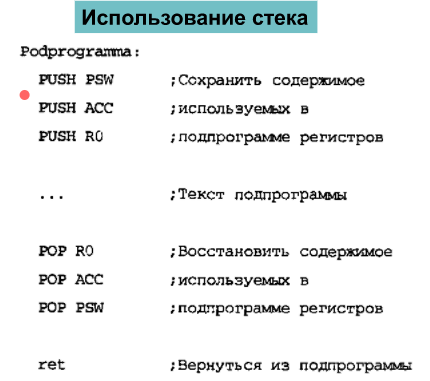 Использование стека
Podprogramma:
PUSH PSW ;Сохранить содержимое
PUSH ACC ;используемых в
PUSH R0 ;подпрограмме регистров
... ;Текст подпрограммы
POP R0 ;Восстановить содержимое
POP ACC ;используемых в
POP PSW ;подпрограмме регистров
ret ;Вернуться из подпрограммы